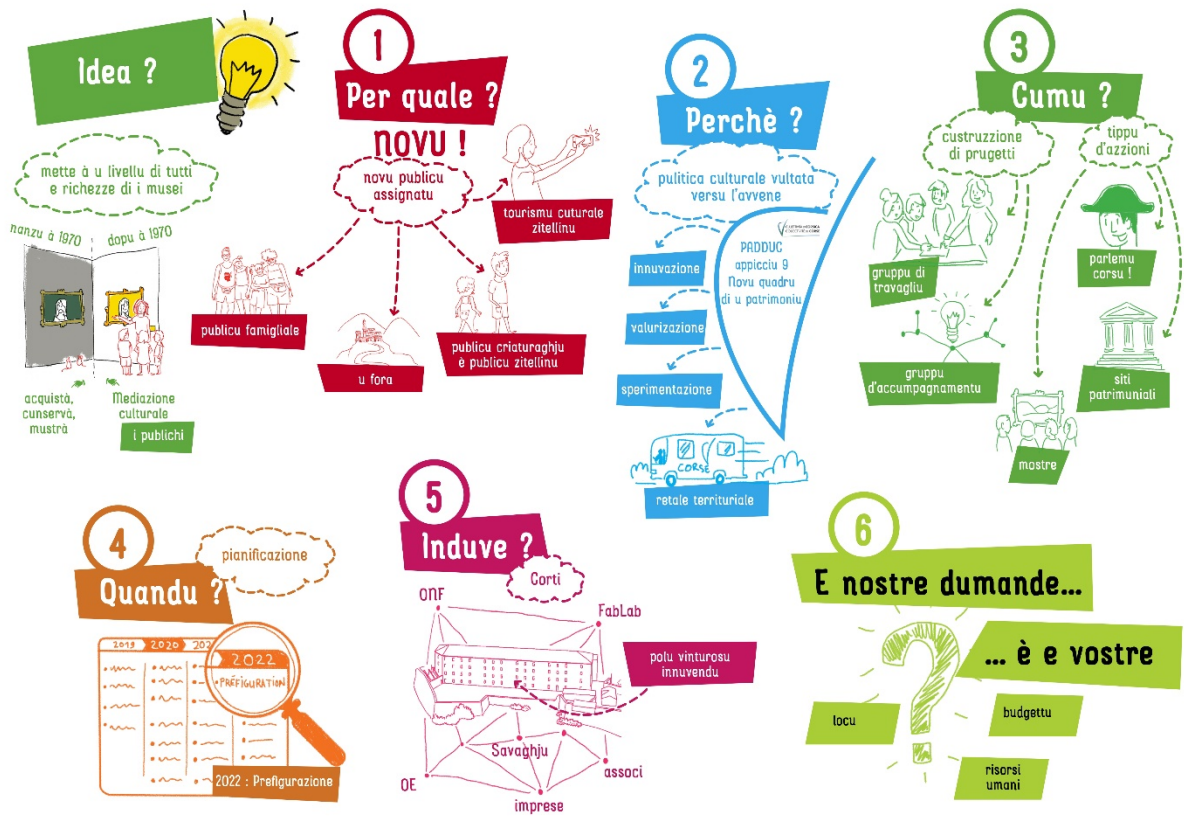 Idea ?
mette à u livellu di tutti
e richezze di i musei
nanzu à 1970
dopu à 1970
acquistà,
cunservà,
mustrà
Mediazione
culturale
i publichi
1
Per quale ?
NOVU !
novu publicu
assignatu
tourismu cuturale
zitellinu
publicu famigliale
u fora
publicu criaturaghju
è publicu zitellinu
2
Perchè ?
pulitica culturale vultata
versu l'avvene
PADDUC
appicciu 9
Novu quadru
di u patrimoniu
innuvazione
valurizazione
sperimentazione
CORSE
retale territuriale
3
Cumu ?
custruzzione
di prugetti
tippu
d'azzioni
gruppu di
travagliu
parlemu
corsu !
gruppu
d'accumpagnamentu
siti
patrimuniali
mostre
4
Quandu ?
pianificazione
2019 2020 202
2022
PRÉFIGURATION
2022 : Prefigurazione
5
Induve ?
Corti
ONF
FabLab
polu vinturosu
innuvendu
Savaghju
OE
associ
imprese
6
E nostre dumande...
... è e vostre
locu
budgettu
risorsi
umani